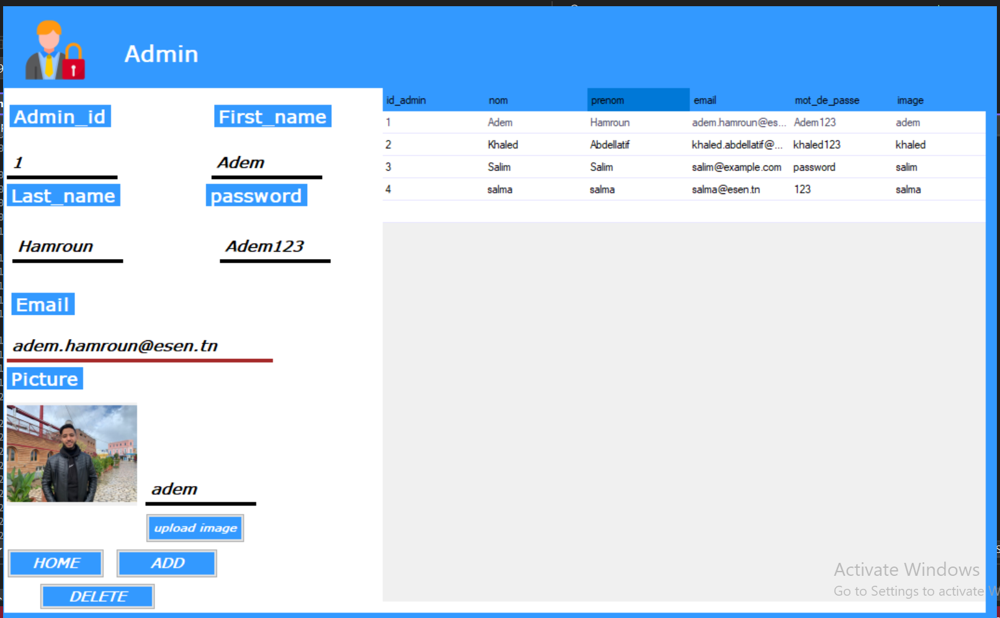 Admin
Admin_id First_name
1 Adem
Last_name password
Hamroun Adem123
Email
adem.hamroun@esen.tn
Picture
adem
upload image
HOME ADD
DELETE
id_admin nom prenom email mot_de_passe image
1 Adem Hamroun adem.hamroun@es... Adem123 adem
2 Khaled Abdellatif khaled.abdellatif@... khaled123 khaled
3 Salim Salim salim@example.com password salim
4 salma salma salma@esen.tn 123 salma
Activate Windows
Go to Settings to activate W